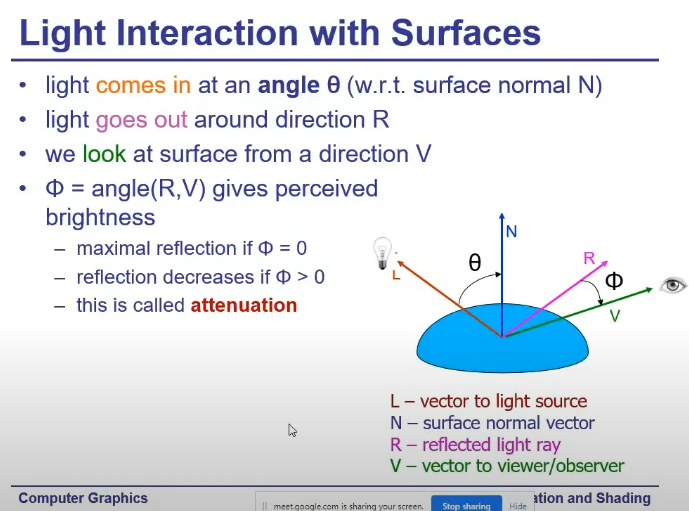 Light Interaction with Surfaces
• light comes in at an angle θ (w.r.t. surface normal N)
• light goes out around direction R
• we look at surface from a direction V
• Φ = angle(R,V) gives perceived
brightness
– maximal reflection if Φ = 0
– reflection decreases if Φ > 0
– this is called attenuation
N
θ
R
L
Φ
V
L – vector to light source
N – surface normal vector
R – reflected light ray
V – vector to viewer/observer
Computer Graphics
meet.google.com is sharing your screen.
Stop sharing
Hide
ation and Shading